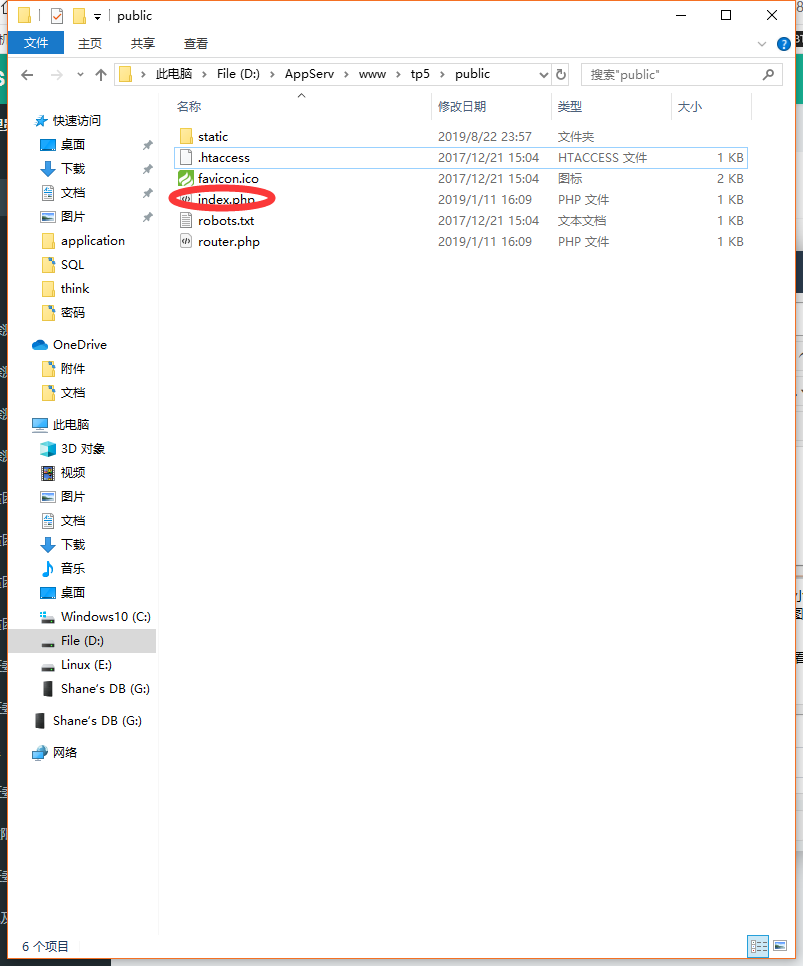 public
文件 主页 共享 查看
此电脑 File (D:) AppServ www tp5 public 搜索"public"
名称 修改日期 类型 大小
static 2019/8/22 23:57 文件夹
.htaccess 2017/12/21 15:04 HTACCESS 文件 1 KB
favicon.ico 2017/12/21 15:04 图标 2 KB
index.php 2019/1/11 16:09 PHP 文件 1 KB
robots.txt 2017/12/21 15:04 文本文档 1 KB
router.php 2019/1/11 16:09 PHP 文件 1 KB
快速访问
桌面
下载
文档
图片
application
SQL
think
密码
OneDrive
附件
文档
此电脑
3D 对象
视频
图片
文档
下载
音乐
桌面
Windows10 (C:)
File (D:)
Linux (E:)
Shane's DB (G:)
Shane's DB (G:)
网络
6 个项目